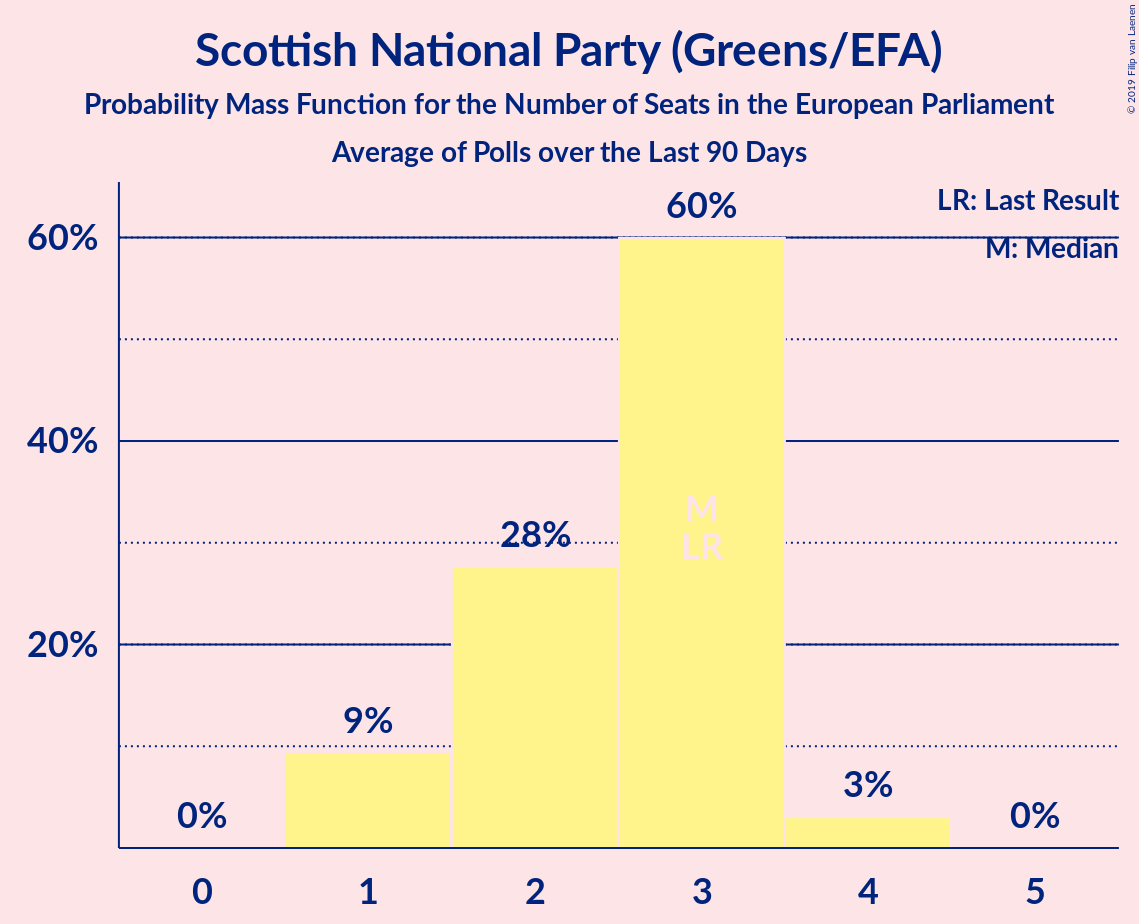 Scottish National Party (Greens/EFA)
Probability Mass Function for the Number of Seats in the European Parliament
Average of Polls over the Last 90 Days
© 2019 Filip van Laenen
LR: Last Result
M: Median
60%
40%
20%
0%
9%
28%
60%
M
LR
3%
0%
0
1
2
3
4
5